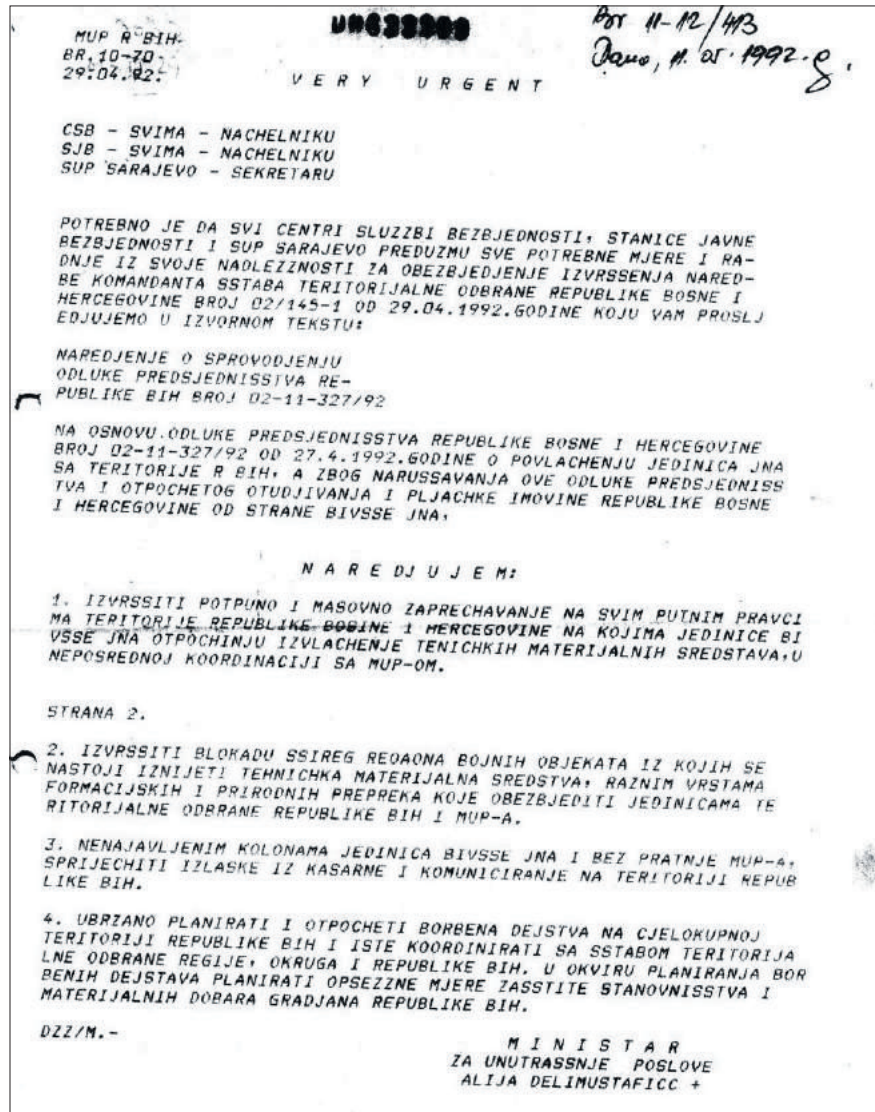 MUP R BIH-
BR.10-70
29.04.92.
Br 11-12/413
Dana, 11.05.1992.g.
VERY URGENT
CSB - SVIMA - NACHELNIKU
SJB - SVIMA - NACHELNIKU
SUP SARAJEVO - SEKRETARU
POTREBNO JE DA SVI CENTRI SLUZZBI BEZBJEDNOSTI, STANICE JAVNE
BEZBJEDNOSTI I SUP SARAJEVO PREDUZMU SVE POTREBNE MJERE I RA-
DNJE IZ SVOJE NADLEZZNOSTI ZA OBEZBJEDJENJE IZVRSSENJA NARED-
BE KOMANDANTA SSTABA TERITORIJALNE ODBRANE REPUBLIKE BOSNE I
HERCEGOVINE BROJ 02/145-1 OD 29.04.1992.GODINE KOJU VAM PROSLJ
EDJUJEMO U IZVORNOM TEKSTU:
NAREDJENJE O SPROVODJENJU
ODLUKE PREDSJEDNISSTVA RE-
PUBLIKE BIH BROJ 02-11-327/92
NA OSNOVU.ODLUKE PREDSJEDNISSTVA REPUBLIKE BOSNE I HERCEGOVINE
BROJ 02-11-327/92 OD 27.4.1992.GODINE O POVLACHENJU JEDINICA JNA
SA TERITORIJE R BIH, A ZBOG NARUSSAVANJA OVE ODLUKE PREDSJEDNISS
TVA I OTPOCHETOG OTUDJIVANJA I PLJACHKE IMOVINE REPUBLIKE BOSNE
I HERCEGOVINE OD STRANE BIVSSE JNA,
N A R E DJ U J E M:
1. IZVRSSITI POTPUNO I MASOVNO ZAPRECHAVANJE NA SVIM PUTNIM PRAVCI
MA TERITORIJE REPUBLIKE BOBINE I HERCEGOVINE NA KOJIMA JEDINICE BI
VSSE JNA OTPOCHINJU IZVLACHENJE TENICHKIH MATERIJALNIH SREDSTAVA,U
NEPOSREDNOJ KOORDINACIJI SA MUP-OM.
STRANA 2.
2. IZVRSSITI BLOKADU SSIREG REOAONA BOJNIH OBJEKATA IZ KOJIH SE
NASTOJI IZNIJETI TEHNICHKA MATERIJALNA SREDSTVA, RAZNIM VRSTAMA
FORMACIJSKIH I PRIRODNIH PREPREKA KOJE OBEZBJEDITI JEDINICAMA TE
RITORIJALNE ODBRANE REPUBLIKE BIH I MUP-A.
3. NENAJAVLJENIM KOLONAMA JEDINICA BIVSSE JNA I BEZ PRATNJE MUP-A,
SPRIJECHITI IZLASKE IZ KASARNE I KOMUNICIRANJE NA TERITORIJI REPUB
LIKE BIH.
4. UBRZANO PLANIRATI I OTPOCHETI BORBENA DEJSTVA NA CJELOKUPNOJ
TERITORIJI REPUBLIKE BIH I ISTE KOORDINIRATI SA SSTABOM TERITORIJA
LNE ODBRANE REGIJE, OKRUGA I REPUBLIKE BIH. U OKVIRU PLANIRANJA BOR
BENIH DEJSTAVA PLANIRATI OPSEZZNE MJERE ZASSTITE STANOVNISSTVA I
MATERIJALNIH DOBARA GRADJANA REPUBLIKE BIH.
DZZ/M.-
M I N I S T A R
ZA UNUTRASSNJE POSLOVE
ALIJA DELIMUSTAFICC +